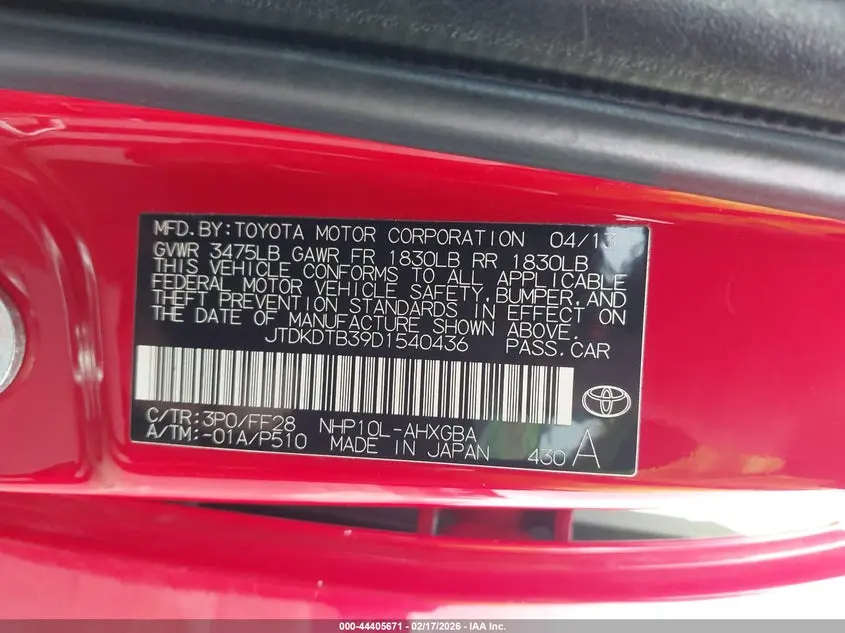 MFD.BY:TOYOTA MOTOR CORPORATION 04/13
GVWR 3475LB GAWR FR 1830LB RR 1830LB
THIS VEHICLE CONFORMS TO ALL APPLICABLE
FEDERAL MOTOR VEHICLE SAFETY,BUMPER,AND
THEFT PREVENTION STANDARDS IN EFFECT ON
THE DATE OF MANUFACTURE SHOWN ABOVE.
JTDKDTB39D1540436 PASS.CAR
C/TR:3P0/FF28 NHP10L-AHXGBA
A/TM:-01A/P510 MADE IN JAPAN 430 A
000-44405671 | 02/17/2026 - IAA Inc.